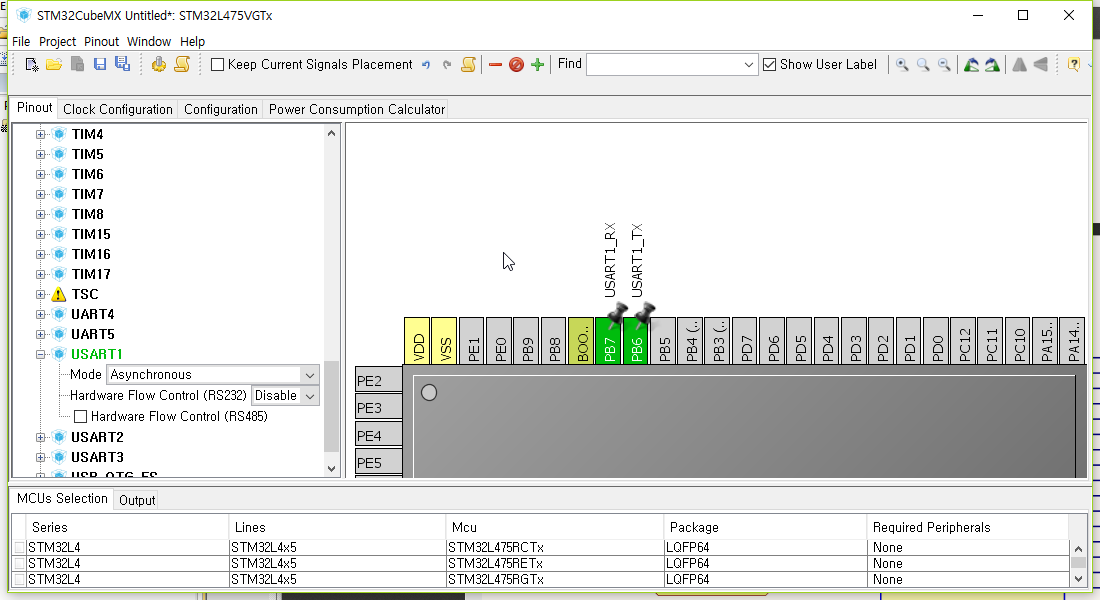 STM32CubeMX Untitled*: STM32L475VGTx
File Project Pinout Window Help
Keep Current Signals Placement Find Show User Label
Pinout Clock Configuration Configuration Power Consumption Calculator
TIM4
TIM5
TIM6
TIM7
TIM8
TIM15
TIM16
TIM17
TSC
UART4
UART5
USART1
Mode Asynchronous
Hardware Flow Control (RS232) Disable
Hardware Flow Control (RS485)
USART2
USART3
USB_OTG_FS
USART1_RX
USART1_TX
VDD VSS PE1 PE0 PB9 PB8 BOO... PB7 PB6 PB5 PB4 (.. PB3 (.. PD7 PD6 PD5 PD4 PD3 PD2 PD1 PD0 PC12 PC11 PC10 PA15.. PA14..
PE2
PE3
PE4
PE5
MCUs Selection Output
Series Lines Mcu Package Required Peripherals
STM32L4 STM32L4x5 STM32L475RCTx LQFP64 None
STM32L4 STM32L4x5 STM32L475RETx LQFP64 None
STM32L4 STM32L4x5 STM32L475RGTx LQFP64 None